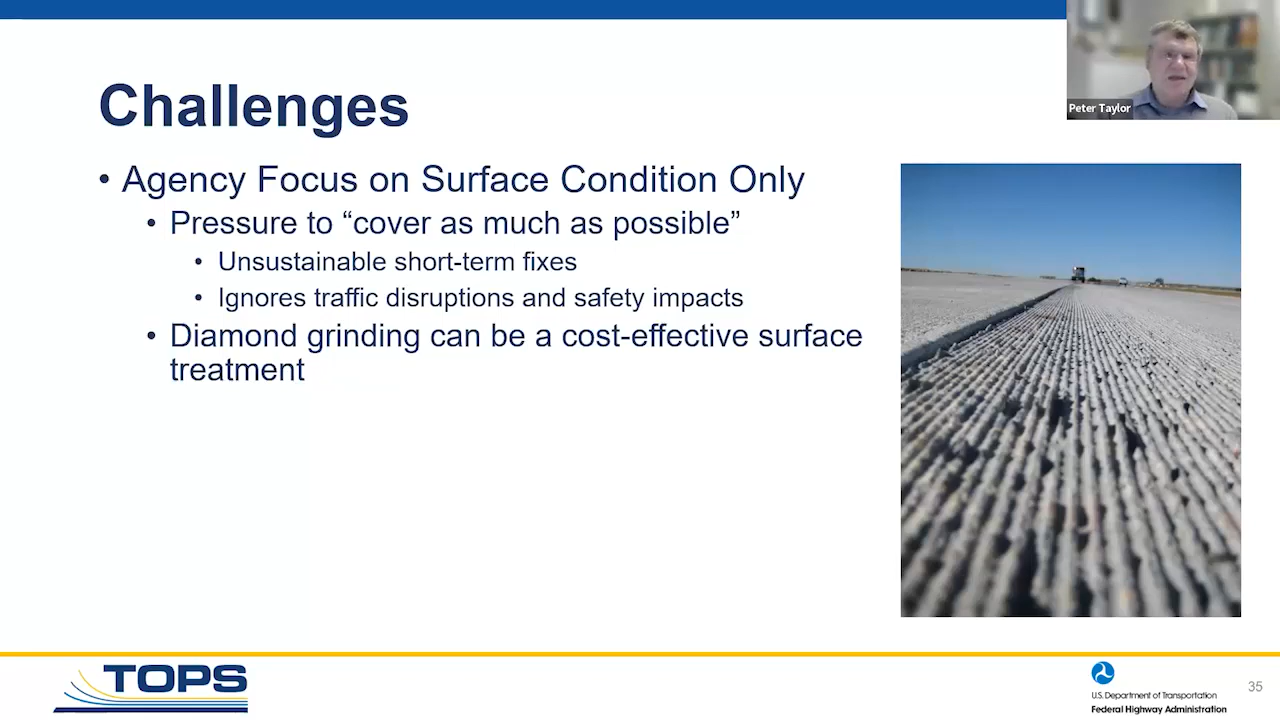 Peter Taylor
Challenges
• Agency Focus on Surface Condition Only
• Pressure to “cover as much as possible”
• Unsustainable short-term fixes
• Ignores traffic disruptions and safety impacts
• Diamond grinding can be a cost-effective surface
treatment
TOPS
U.S. Department of Transportation
Federal Highway Administration
35